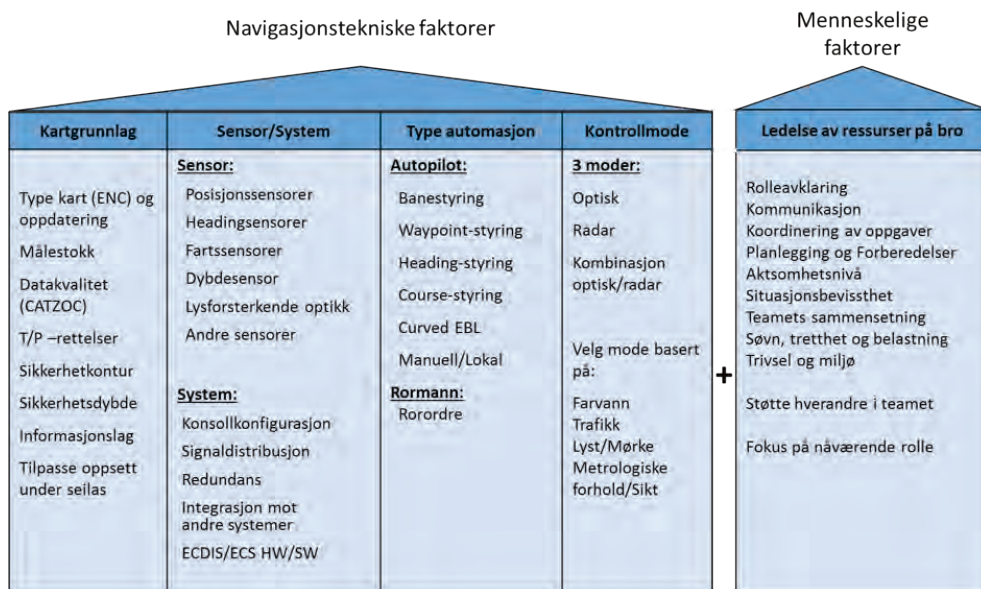 Navigasjonstekniske faktorer
Menneskelige
faktorer
Kartgrunnlag
Type kart (ENC) og
oppdatering
Målestokk
Datakvalitet
(CATZOC)
T/P –rettelser
Sikkerhetkontur
Sikkerhetsdybde
Informasjonslag
Tilpasse oppsett
under seilas
Sensor/System
Sensor:
Posisjonssensorer
Headingsensorer
Fartssensorer
Dybdesensor
Lysforsterkende optikk
Andre sensorer
System:
Konsollkonfigurasjon
Signaldistribusjon
Redundans
Integrasjon mot
andre systemer
ECDIS/ECS HW/SW
Type automasjon
Autopilot:
Banestyring
Waypoint-styring
Heading-styring
Course-styring
Curved EBL
Manuell/Lokal
Rormann:
Rorordre
Kontrollmode
3 moder:
Optisk
Radar
Kombinasjon
optisk/radar
Velg mode basert
på:
Farvann
Trafikk
Lyst/Mørke
Metrologiske
forhold/Sikt
+
Ledelse av ressurser på bro
Rolleavklaring
Kommunikasjon
Koordinering av oppgaver
Planlegging og Forberedelser
Aktsomhetsnivå
Situasjonsbevissthet
Teamets sammensetning
Søvn, tretthet og belastning
Trivsel og miljø
Støtte hverandre i teamet
Fokus på nåværende rolle